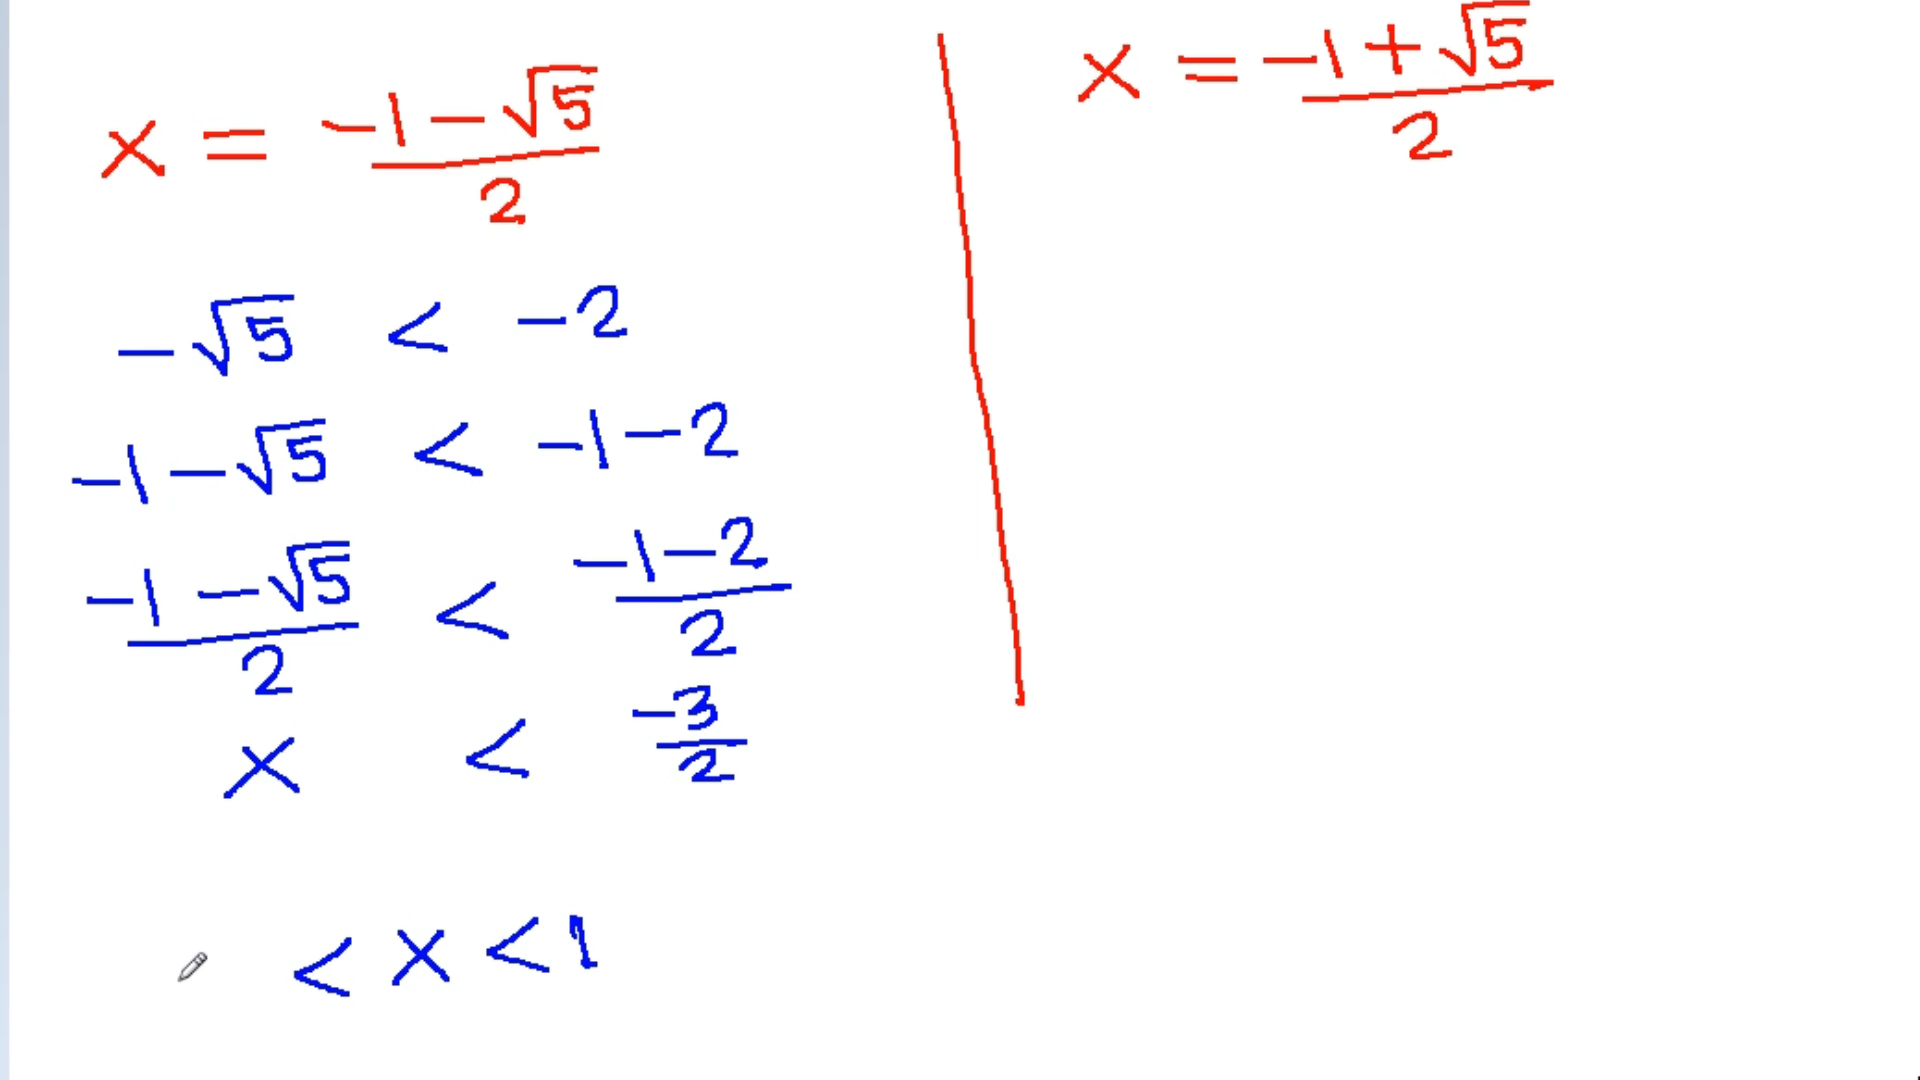 x = (-1 - √5)/2
-√5 < -2
-1 - √5 < -1 - 2
(-1 - √5)/2 < (-1 - 2)/2
x < -3/2
< x < 1
x = (-1 + √5)/2